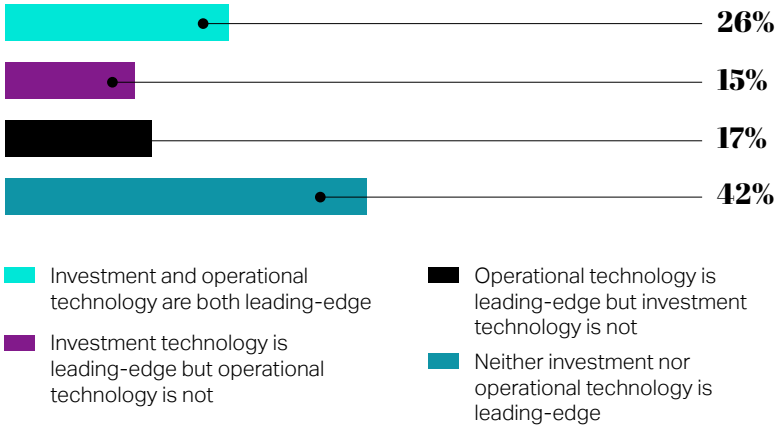 26%
15%
17%
42%
Investment and operational
technology are both leading-edge
Investment technology is
leading-edge but operational
technology is not
Operational technology is
leading-edge but investment
technology is not
Neither investment nor
operational technology is
leading-edge